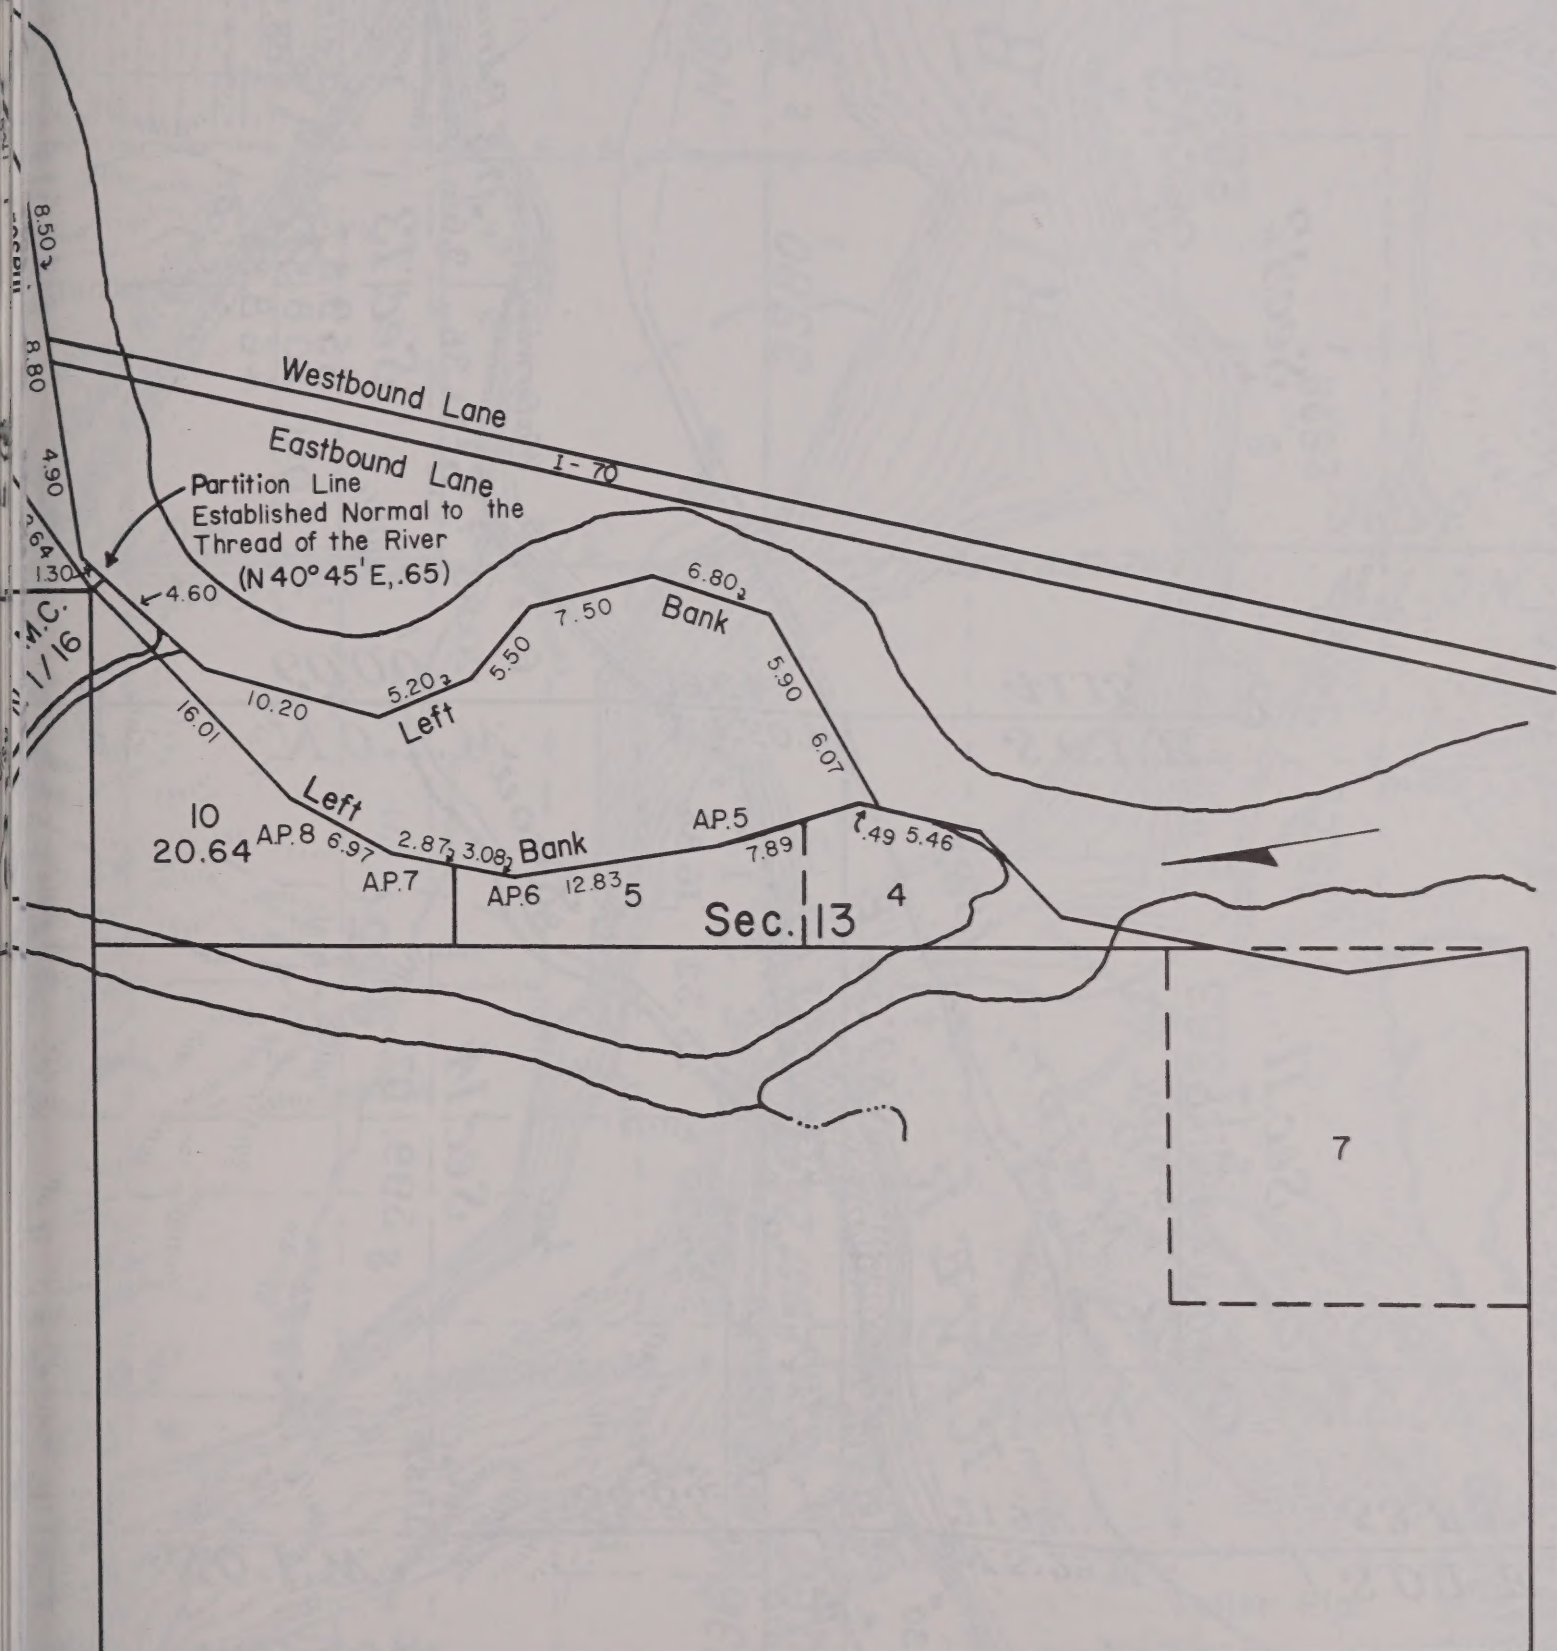 8.50
8.80
4.90
Westbound Lane
Eastbound Lane
I-70
Partition Line
Established Normal to the
Thread of the River
(N 40° 45' E, .65)
1.30
4.60
M.C.
1/16
10.20
5.20
Left
5.50
7.50
6.80
Bank
5.90
6.07
16.01
Left
10
20.64
A.P.8
6.97
2.87
3.08
Bank
A.P.7
A.P.6
12.83
5
A.P.5
7.89
.49
5.46
4
Sec. 13
7